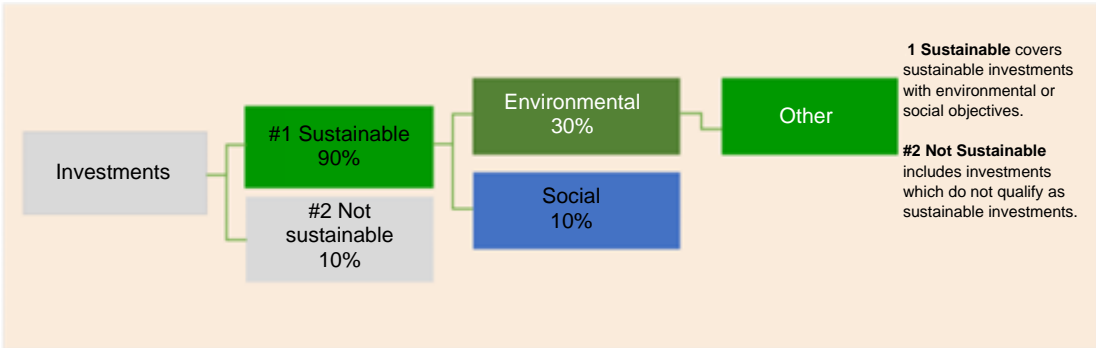 Investments
#1 Sustainable
90%
#2 Not
sustainable
10%
Environmental
30%
Social
10%
Other
1 Sustainable covers
sustainable investments
with environmental or
social objectives.
#2 Not Sustainable
includes investments
which do not qualify as
sustainable investments.